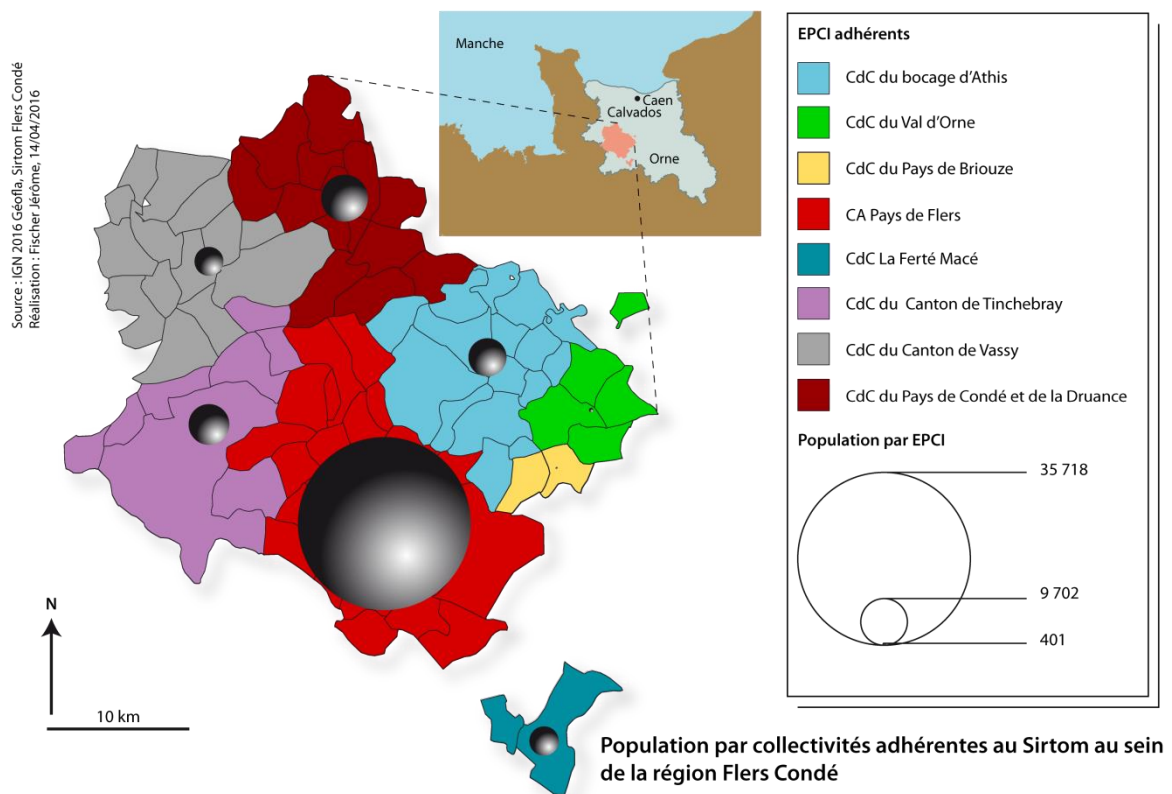 Source : IGN 2016 Géofla, Sirtom Flers Condé
Réalisation : Fischer Jérôme, 14/04/2016
Manche
Caen
Calvados
Orne
EPCI adhérents
CdC du bocage d'Athis
CdC du Val d'Orne
CdC du Pays de Briouze
CA Pays de Flers
CdC La Ferté Macé
CdC du Canton de Tinchebray
CdC du Canton de Vassy
CdC du Pays de Condé et de la Druance
Population par EPCI
35 718
9 702
401
N
10 km
Population par collectivités adhérentes au Sirtom au sein
de la région Flers Condé